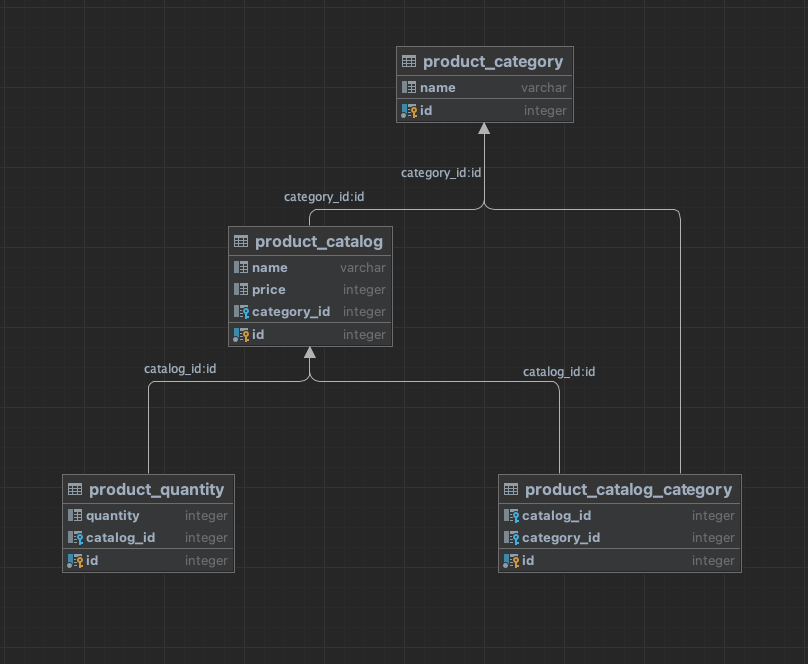 product_category
name varchar
id integer
category_id:id
category_id:id
product_catalog
name varchar
price integer
category_id integer
id integer
catalog_id:id
catalog_id:id
product_quantity
quantity integer
catalog_id integer
id integer
product_catalog_category
catalog_id integer
category_id integer
id integer